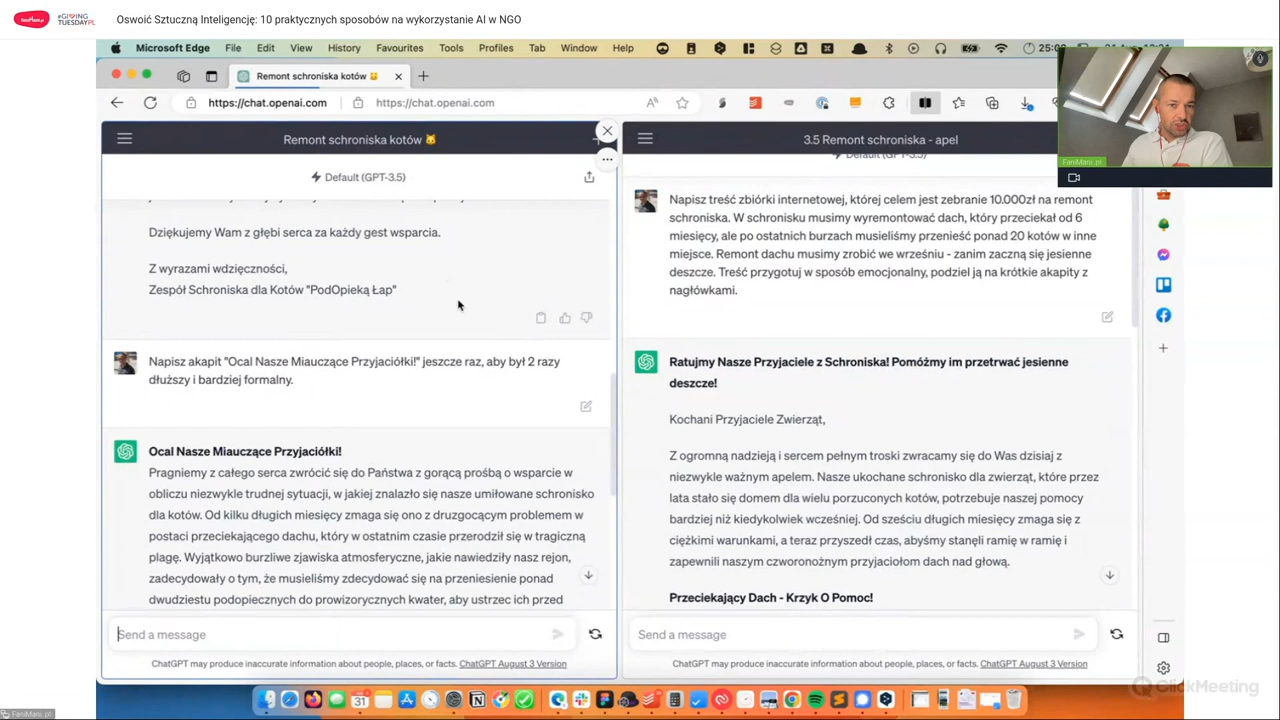 FaniMani.pl
#GIVING
TUESDAYPL
Oswoić Sztuczną Inteligencję: 10 praktycznych sposobów na wykorzystanie AI w NGO
Microsoft Edge File Edit View History Favourites Tools Profiles Tab Window Help
Remont schroniska kotów
https://chat.openai.com
https://chat.openai.com
Remont schroniska kotów
Default (GPT-3.5)
Dziękujemy Wam z głębi serca za każdy gest wsparcia.
Z wyrazami wdzięczności,
Zespół Schroniska dla Kotów "PodOpieką Łap"
Napisz akapit "Ocal Nasze Miauczące Przyjaciółki!" jeszcze raz, aby był 2 razy
dłuższy i bardziej formalny.
Ocal Nasze Miauczące Przyjaciółki!
Pragniemy z całego serca zwrócić się do Państwa z gorącą prośbą o wsparcie w
obliczu niezwykle trudnej sytuacji, w jakiej znalazło się nasze umiłowane schronisko
dla kotów. Od kilku długich miesięcy zmaga się ono z druzgocącym problemem w
postaci przeciekającego dachu, który w ostatnim czasie przerodził się w tragiczną
plagę. Wyjątkowo burzliwe zjawiska atmosferyczne, jakie nawiedziły nasz rejon,
zadecydowały o tym, że musieliśmy zdecydować się na przeniesienie ponad
dwudziestu podopiecznych do prowizorycznych kwater, aby ustrzec ich przed
Send a message
ChatGPT may produce inaccurate information about people, places, or facts. ChatGPT August 3 Version
3.5 Remont schroniska - apel
Default (GPT-3.5)
Napisz treść zbiórki internetowej, której celem jest zebranie 10.000zł na remont
schroniska. W schronisku musimy wyremontować dach, który przeciekał od 6
miesięcy, ale po ostatnich burzach musieliśmy przenieść ponad 20 kotów w inne
miejsce. Remont dachu musimy zrobić we wrześniu - zanim zaczną się jesienne
deszcze. Treść przygotuj w sposób emocjonalny, podziel ją na krótkie akapity z
nagłówkami.
Ratujmy Nasze Przyjaciele z Schroniska! Pomóżmy im przetrwać jesienne
deszcze!
Kochani Przyjaciele Zwierząt,
Z ogromną nadzieją i sercem pełnym troski zwracamy się do Was dzisiaj z
niezwykle ważnym apelem. Nasze ukochane schronisko dla zwierząt, które przez
lata stało się domem dla wielu porzuconych kotów, potrzebuje naszej pomocy
bardziej niż kiedykolwiek wcześniej. Od sześciu długich miesięcy zmaga się z
ciężkimi warunkami, a teraz przyszedł czas, abyśmy stanęli ramię w ramię i
zapewnili naszym czworonożnym przyjaciołom dach nad głową.
Przeciekający Dach - Krzyk O Pomoc!
Send a message
ChatGPT may produce inaccurate information about people, places, or facts. ChatGPT August 3 Version
FaniMani.pl
ClickMeeting
FaniMani.pl